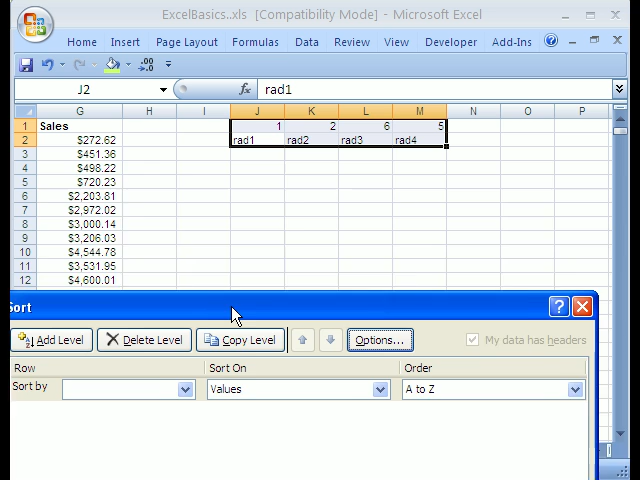 ExcelBasics.xls [Compatibility Mode] - Microsoft Excel
Home Insert Page Layout Formulas Data Review View Developer Add-Ins
J2 fx rad1
G H I J K L M N O P
1 Sales 1 2 6 5
2 $272.62 rad1 rad2 rad3 rad4
3 $451.36
4 $498.22
5 $720.23
6 $2,203.81
7 $2,972.02
8 $3,000.14
9 $3,206.03
10 $4,544.78
11 $3,531.95
12 $4,600.01
Sort ?
Add Level Delete Level Copy Level Options... My data has headers
Row Sort On Order
Sort by Values A to Z